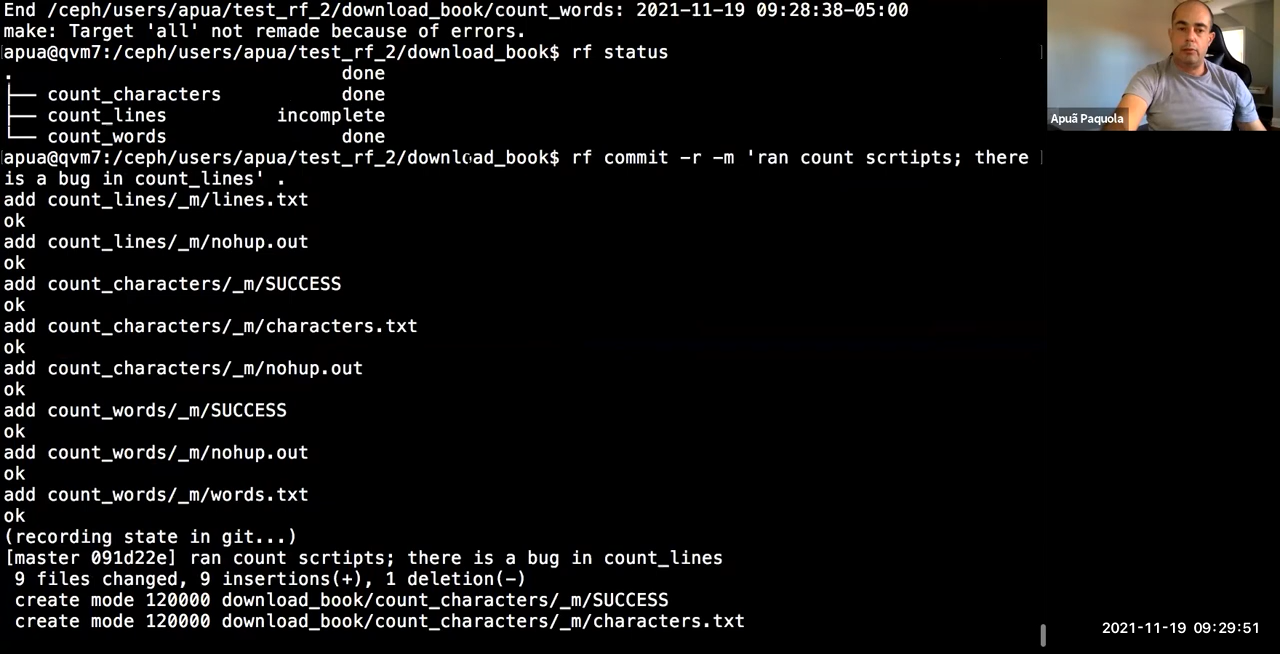 End /ceph/users/apua/test_rf_2/download_book/count_words: 2021-11-19 09:28:38-05:00
make: Target 'all' not remade because of errors.
apua@qvm7:/ceph/users/apua/test_rf_2/download_book$ rf status
.                              done
├── count_characters           done
├── count_lines          incomplete
└── count_words                done
apua@qvm7:/ceph/users/apua/test_rf_2/download_book$ rf commit -r -m 'ran count scrtipts; there
is a bug in count_lines' .
add count_lines/_m/lines.txt
ok
add count_lines/_m/nohup.out
ok
add count_characters/_m/SUCCESS
ok
add count_characters/_m/characters.txt
ok
add count_characters/_m/nohup.out
ok
add count_words/_m/SUCCESS
ok
add count_words/_m/nohup.out
ok
add count_words/_m/words.txt
ok
(recording state in git...)
[master 091d22e] ran count scrtipts; there is a bug in count_lines
 9 files changed, 9 insertions(+), 1 deletion(-)
 create mode 120000 download_book/count_characters/_m/SUCCESS
 create mode 120000 download_book/count_characters/_m/characters.txt
Apuã Paquola
2021-11-19 09:29:51